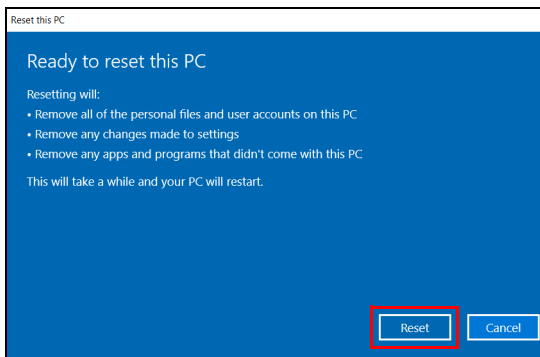 Reset this PC
Ready to reset this PC
Resetting will:
• Remove all of the personal files and user accounts on this PC
• Remove any changes made to settings
• Remove any apps and programs that didn't come with this PC
This will take a while and your PC will restart.
Reset Cancel